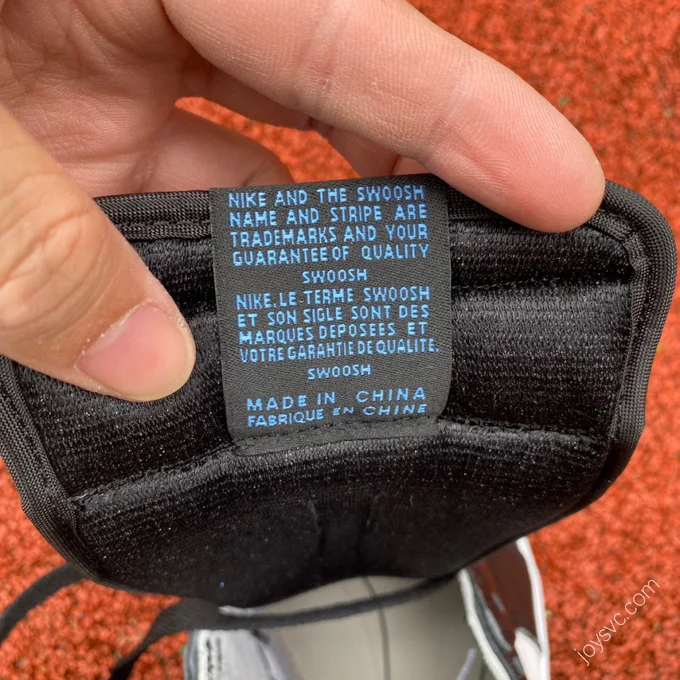 NIKE AND THE SWOOSH
NAME AND STRIPE ARE
TRADEMARKS AND YOUR
GUARANTEE OF QUALITY
SWOOSH
NIKE. LE TERME SWOOSH
ET SON SIGLE SONT DES
MARQUES DEPOSEES ET
VOTRE GARAHTIE DE QUALITE.
SWOOSH
MADE IN CHINA
FABRIQUE EN CHINE
joysvc.com